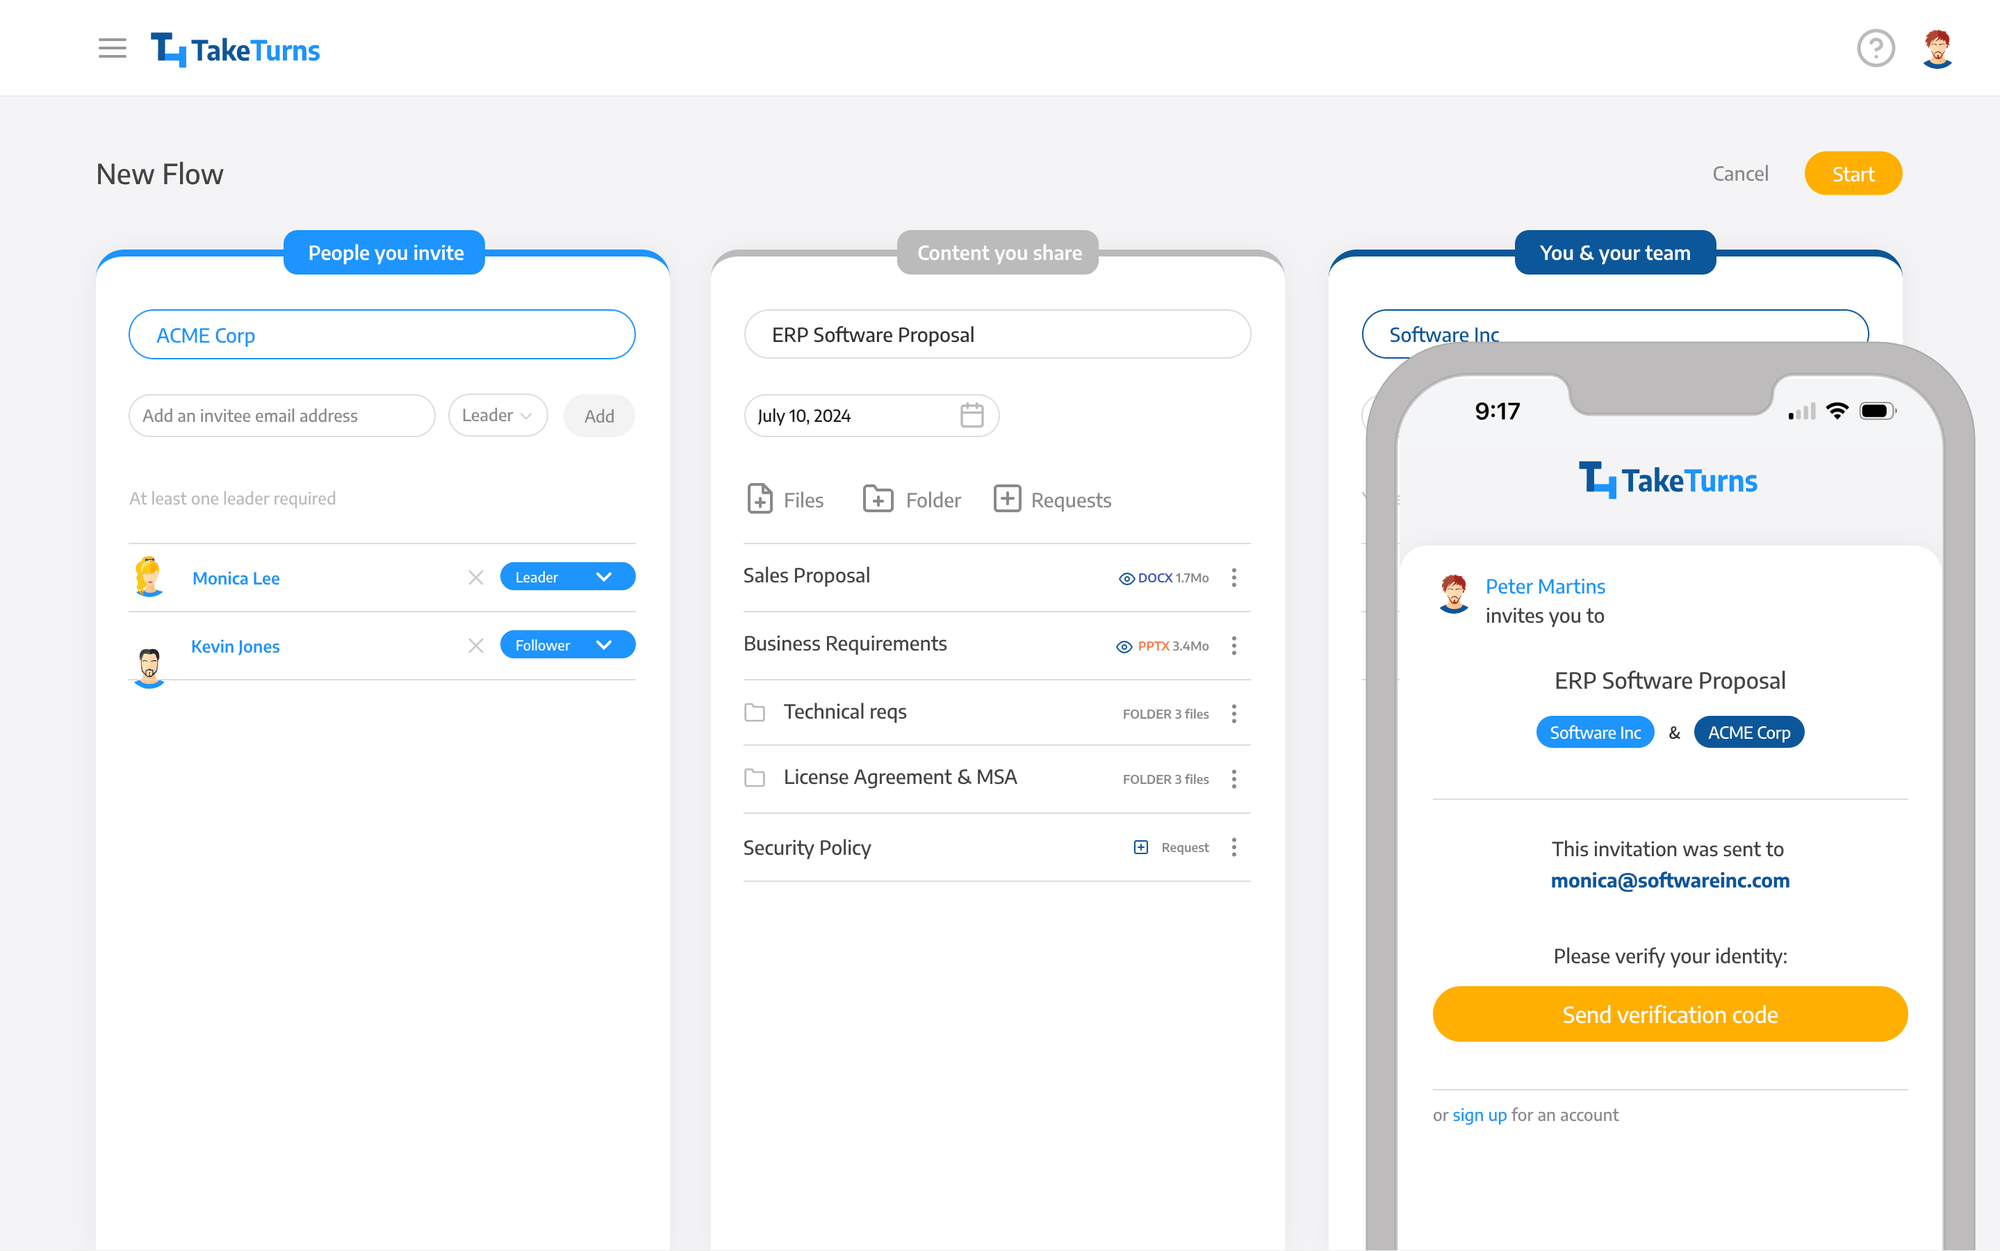 TakeTurns
New Flow
Cancel
Start
People you invite
ACME Corp
Add an invitee email address
Leader
Add
At least one leader required
Monica Lee
Leader
Kevin Jones
Follower
Content you share
ERP Software Proposal
July 10, 2024
Files
Folder
Requests
Sales Proposal
DOCX 1.7Mo
Business Requirements
PPTX 3.4Mo
Technical reqs
FOLDER 3 files
License Agreement & MSA
FOLDER 3 files
Security Policy
Request
You & your team
Software Inc
9:17
TakeTurns
Peter Martins
invites you to
ERP Software Proposal
Software Inc & ACME Corp
This invitation was sent to
monica@softwareinc.com
Please verify your identity:
Send verification code
or sign up for an account